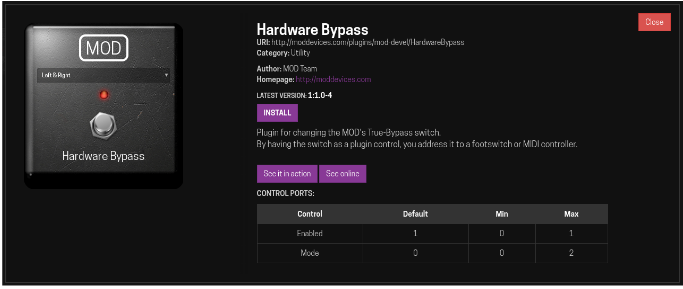 MOD
Left & Right
Hardware Bypass
Close
Hardware Bypass
URI: http://moddevices.com/plugins/mod-devel/HardwareBypass
Category: Utility
Author: MOD Team
Homepage: http://moddevices.com
LATEST VERSION: 1:1.0-4
INSTALL
Plugin for changing the MOD's True-Bypass switch.
By having the switch as a plugin control, you address it to a footswitch or MIDI controller.
See it in action See online
CONTROL PORTS:
Control Default Min Max
Enabled 1 0 1
Mode 0 0 2